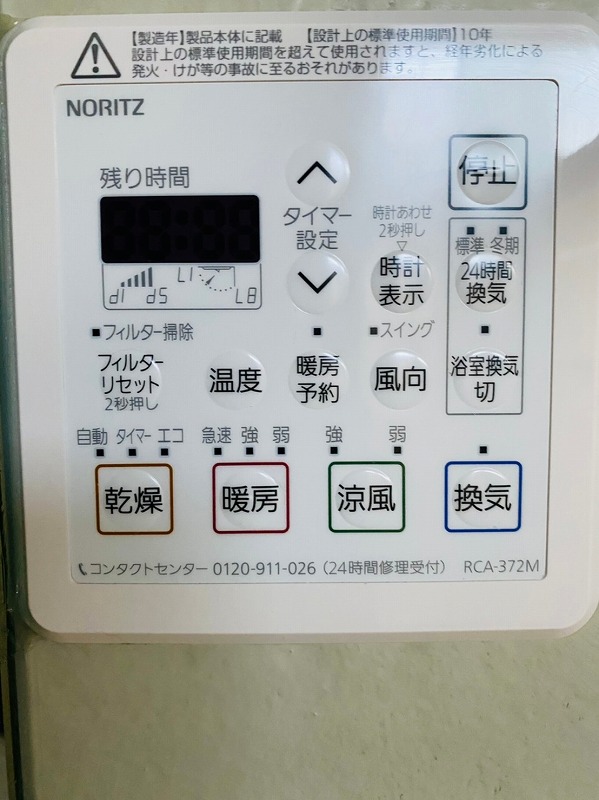 【製造年】製品本体に記載 【設計上の標準使用期間】10年
設計上の標準使用期間を超えて使用されますと、経年劣化による
発火・けが等の事故に至るおそれがあります。
NORITZ
残り時間
タイマー
設定
停止
時計あわせ
2秒押し
▽
時計
表示
標準 冬期
24時間
換気
d1 d5 L1 L8
フィルター掃除
スイング
フィルター
リセット
2秒押し
温度
暖房
予約
風向
浴室換気
切
自動 タイマー エコ
急速 強 弱
強 弱
乾燥
暖房
涼風
換気
コンタクトセンター 0120-911-026(24時間修理受付) RCA-372M